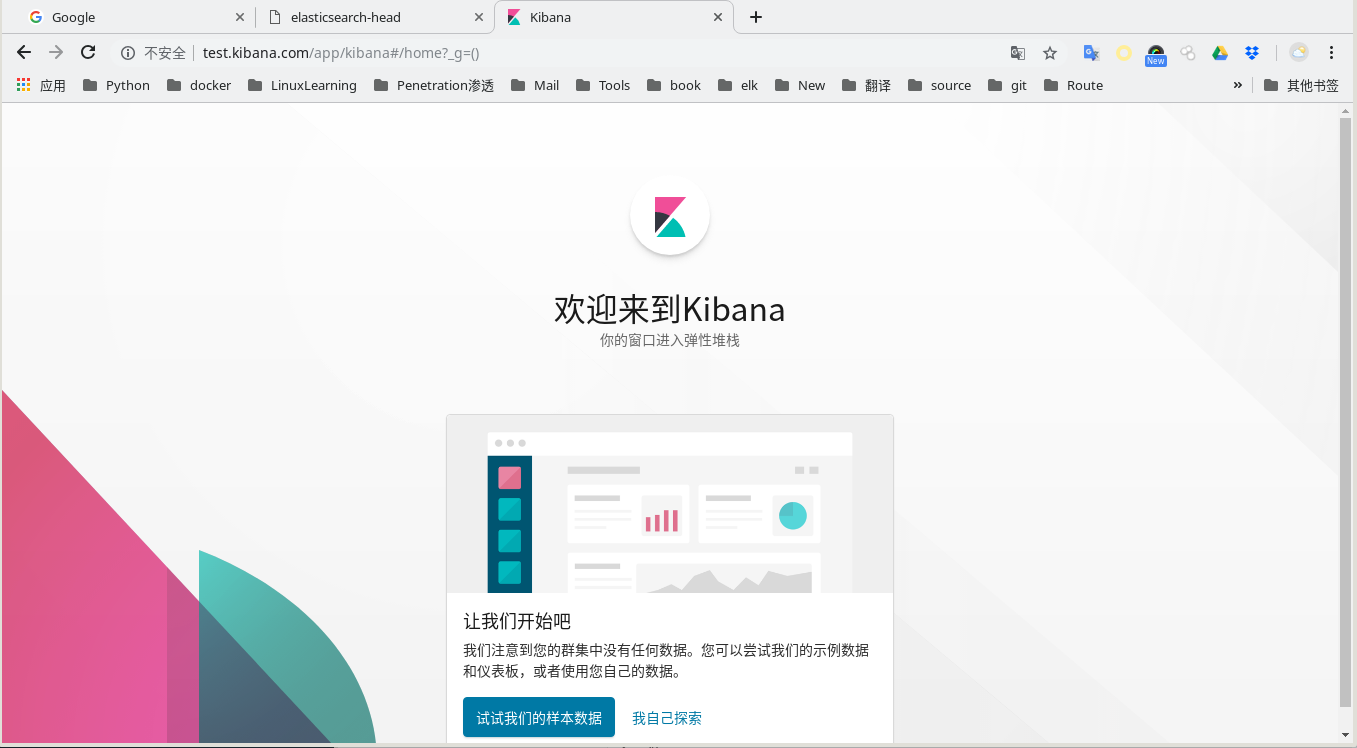 Google
elasticsearch-head
Kibana
不安全
test.kibana.com/app/kibana#/home?_g=()
New
应用
Python
docker
LinuxLearning
Penetration渗透
Mail
Tools
book
elk
New
翻译
source
git
Route
»
其他书签
欢迎来到Kibana
你的窗口进入弹性堆栈
让我们开始吧
我们注意到您的群集中没有任何数据。您可以尝试我们的示例数据
和仪表板，或者使用您自己的数据。
试试我们的样本数据
我自己探索